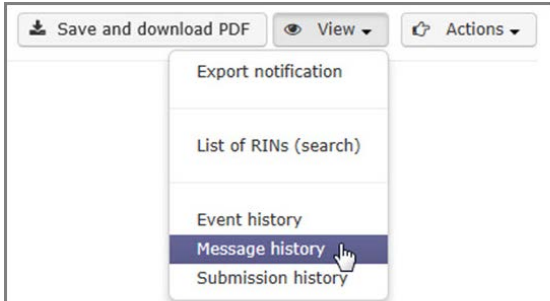 Save and download PDF View Actions
Export notification
List of RINs (search)
Event history
Message history
Submission history